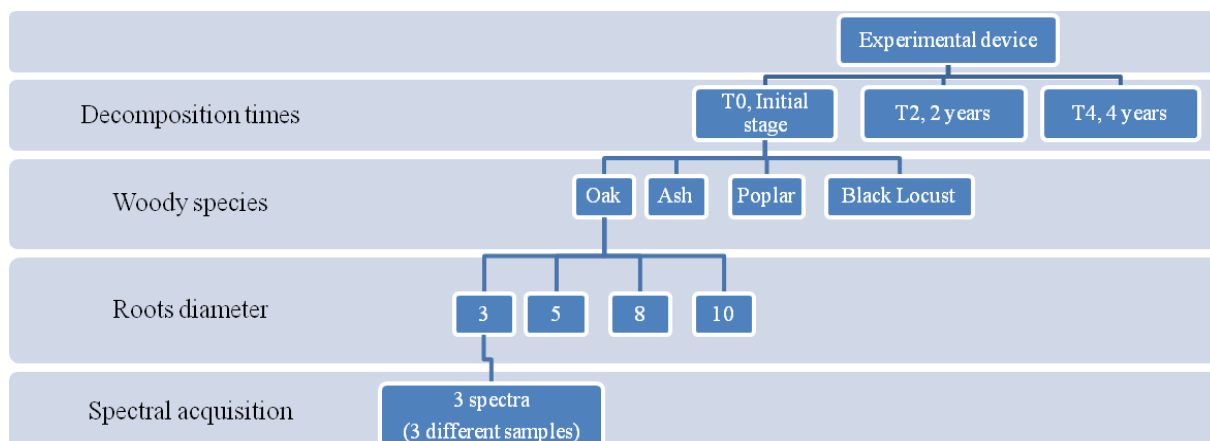 Experimental device
Decomposition times
T0, Initial
stage
T2, 2 years
T4, 4 years
Woody species
Oak
Ash
Poplar
Black Locust
Roots diameter
3
5
8
10
Spectral acquisition
3 spectra
(3 different samples)